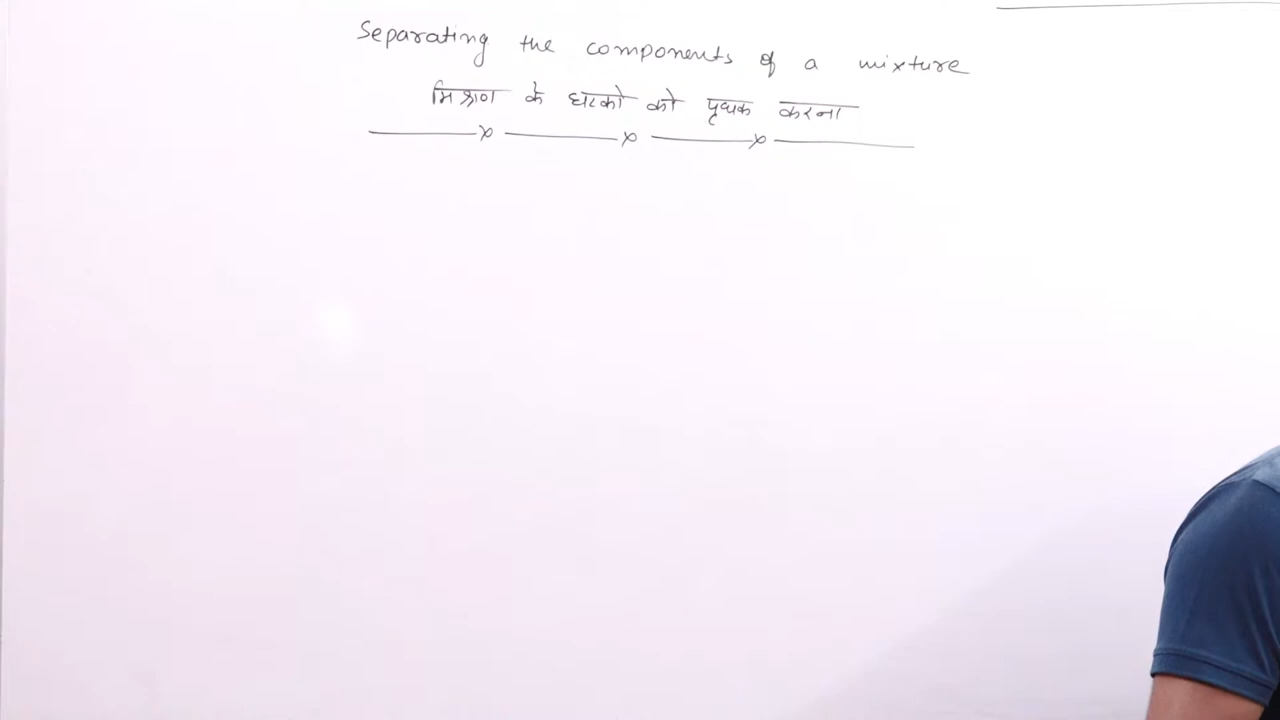 Separating the components of a mixture
मिश्रण के घटको को पृथक करना